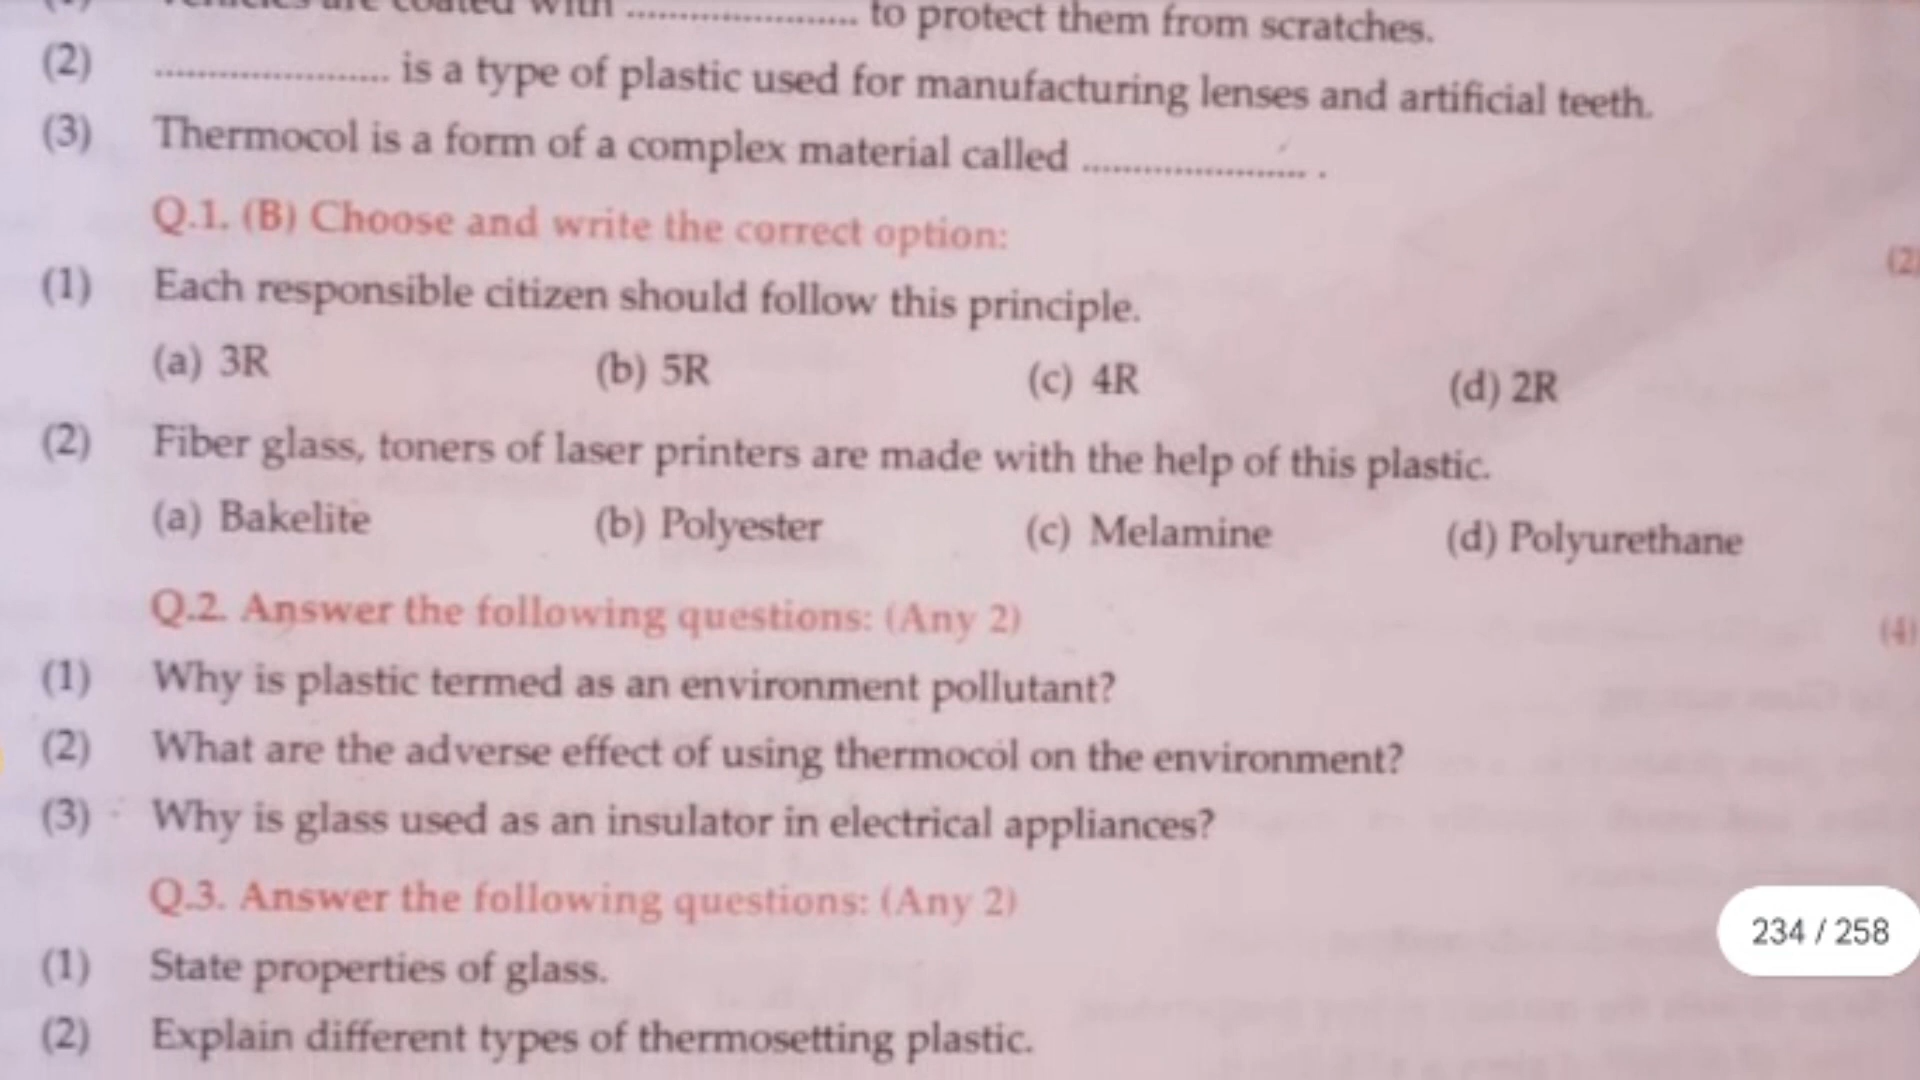 (1) Vehicles are coated with ..................... to protect them from scratches.
(2) ..................... is a type of plastic used for manufacturing lenses and artificial teeth.
(3) Thermocol is a form of a complex material called ..................... .
Q.1. (B) Choose and write the correct option: (2)
(1) Each responsible citizen should follow this principle.
(a) 3R (b) 5R (c) 4R (d) 2R
(2) Fiber glass, toners of laser printers are made with the help of this plastic.
(a) Bakelite (b) Polyester (c) Melamine (d) Polyurethane
Q.2. Answer the following questions: (Any 2) (4)
(1) Why is plastic termed as an environment pollutant?
(2) What are the adverse effect of using thermocol on the environment?
(3) Why is glass used as an insulator in electrical appliances?
Q.3. Answer the following questions: (Any 2)
234 / 258
(1) State properties of glass.
(2) Explain different types of thermosetting plastic.